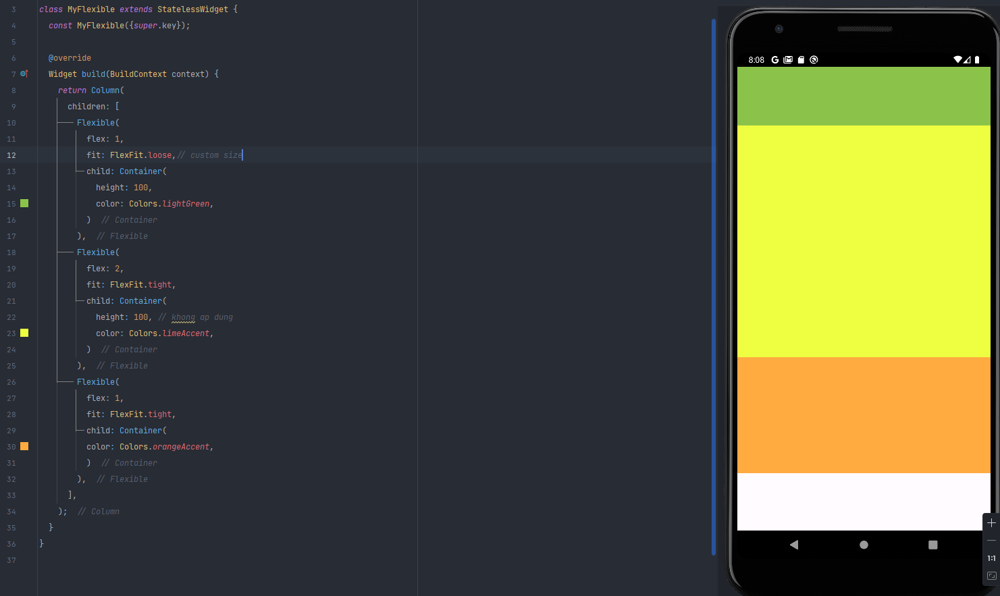 3 class MyFlexible extends StatelessWidget {
4 const MyFlexible({super.key});
5
6 @override
7 Widget build(BuildContext context) {
8 return Column(
9 children: [
10 Flexible(
11 flex: 1,
12 fit: FlexFit.loose,// custom size
13 child: Container(
14 height: 100,
15 color: Colors.lightGreen,
16 ) // Container
17 ), // Flexible
18 Flexible(
19 flex: 2,
20 fit: FlexFit.tight,
21 child: Container(
22 height: 100, // khong ap dung
23 color: Colors.limeAccent,
24 ) // Container
25 ), // Flexible
26 Flexible(
27 flex: 1,
28 fit: FlexFit.tight,
29 child: Container(
30 color: Colors.orangeAccent,
31 ) // Container
32 ), // Flexible
33 ],
34 ); // Column
35 }
36 }
37
8:08 G M
1:1